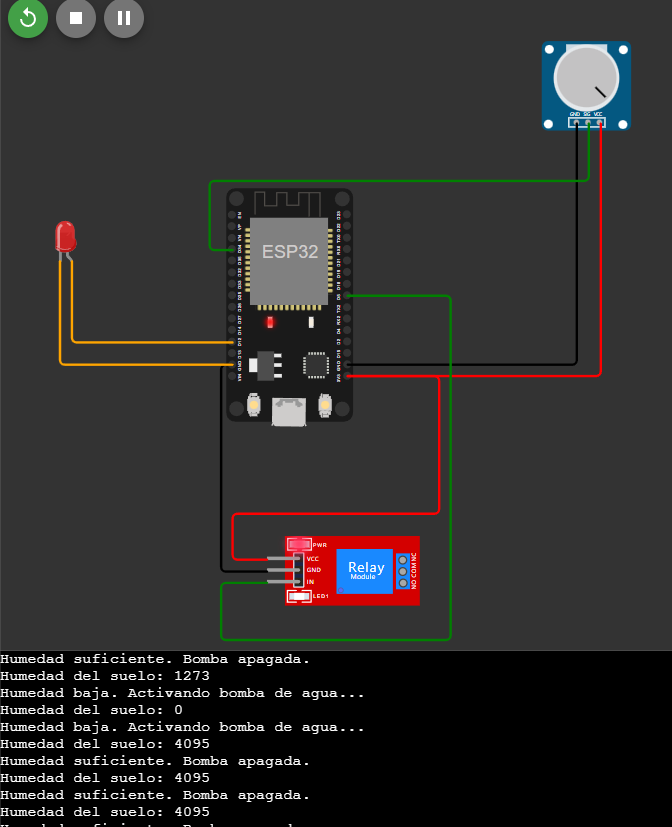 GND SIG VCC
ESP32
PWR
VCC
GND
IN
LED1
Relay
Module
NO COM NC
Humedad suficiente. Bomba apagada.
Humedad del suelo: 1273
Humedad baja. Activando bomba de agua...
Humedad del suelo: 0
Humedad baja. Activando bomba de agua...
Humedad del suelo: 4095
Humedad suficiente. Bomba apagada.
Humedad del suelo: 4095
Humedad suficiente. Bomba apagada.
Humedad del suelo: 4095